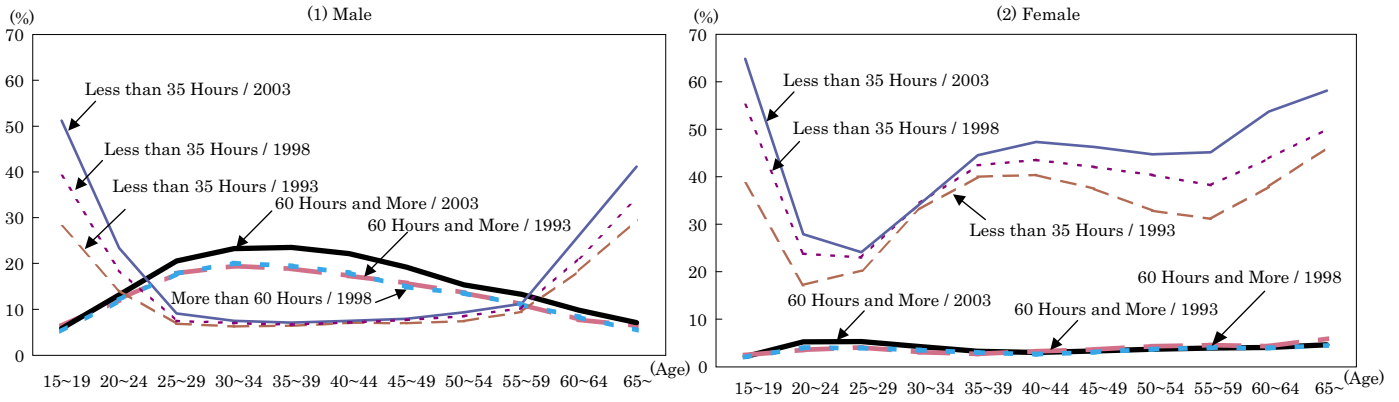 (%)
(1) Male
70
60
50
40
30
20
10
0
Less than 35 Hours / 2003
Less than 35 Hours / 1998
Less than 35 Hours / 1993
60 Hours and More / 2003
60 Hours and More / 1993
More than 60 Hours / 1998
15~19 20~24 25~29 30~34 35~39 40~44 45~49 50~54 55~59 60~64 65~
(Age)
(%)
(2) Female
70
60
50
40
30
20
10
0
Less than 35 Hours / 2003
Less than 35 Hours / 1998
Less than 35 Hours / 1993
60 Hours and More / 1998
60 Hours and More / 2003
60 Hours and More / 1993
15~19 20~24 25~29 30~34 35~39 40~44 45~49 50~54 55~59 60~64 65~
(Age)